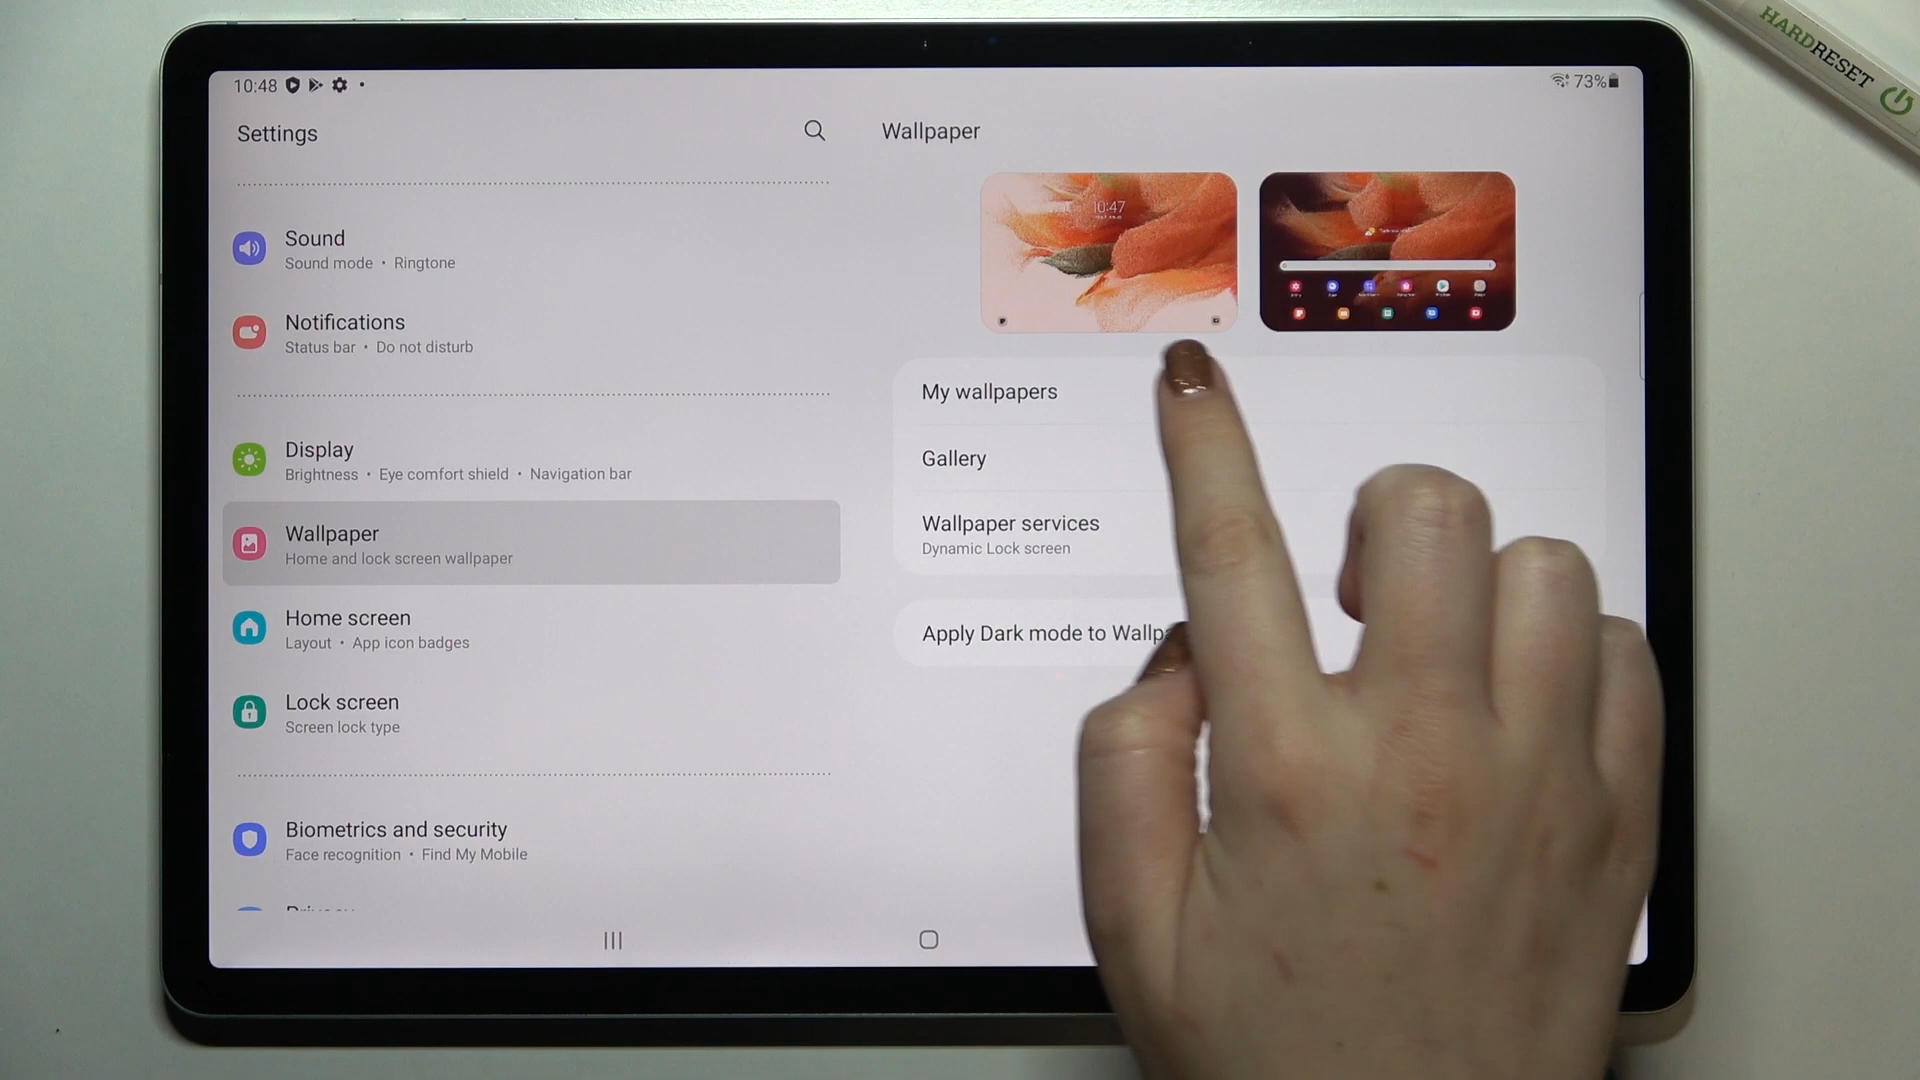 HARDRESET
10:48
73%
Settings
Wallpaper
10:47
Sound
Sound mode • Ringtone
Notifications
Status bar • Do not disturb
Display
Brightness • Eye comfort shield • Navigation bar
Wallpaper
Home and lock screen wallpaper
Home screen
Layout • App icon badges
Lock screen
Screen lock type
Biometrics and security
Face recognition • Find My Mobile
My wallpapers
Gallery
Wallpaper services
Dynamic Lock screen
Apply Dark mode to